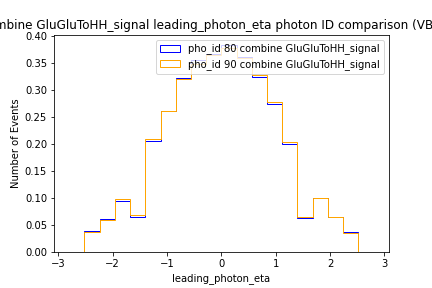 mbine GluGluToHH_signal leading_photon_eta photon ID comparison (VB
pho_id 80 combine GluGluToHH_signal
pho_id 90 combine GluGluToHH_signal
Number of Events
0.40
0.35
0.30
0.25
0.20
0.15
0.10
0.05
0.00
−3 −2 −1 0 1 2 3
leading_photon_eta